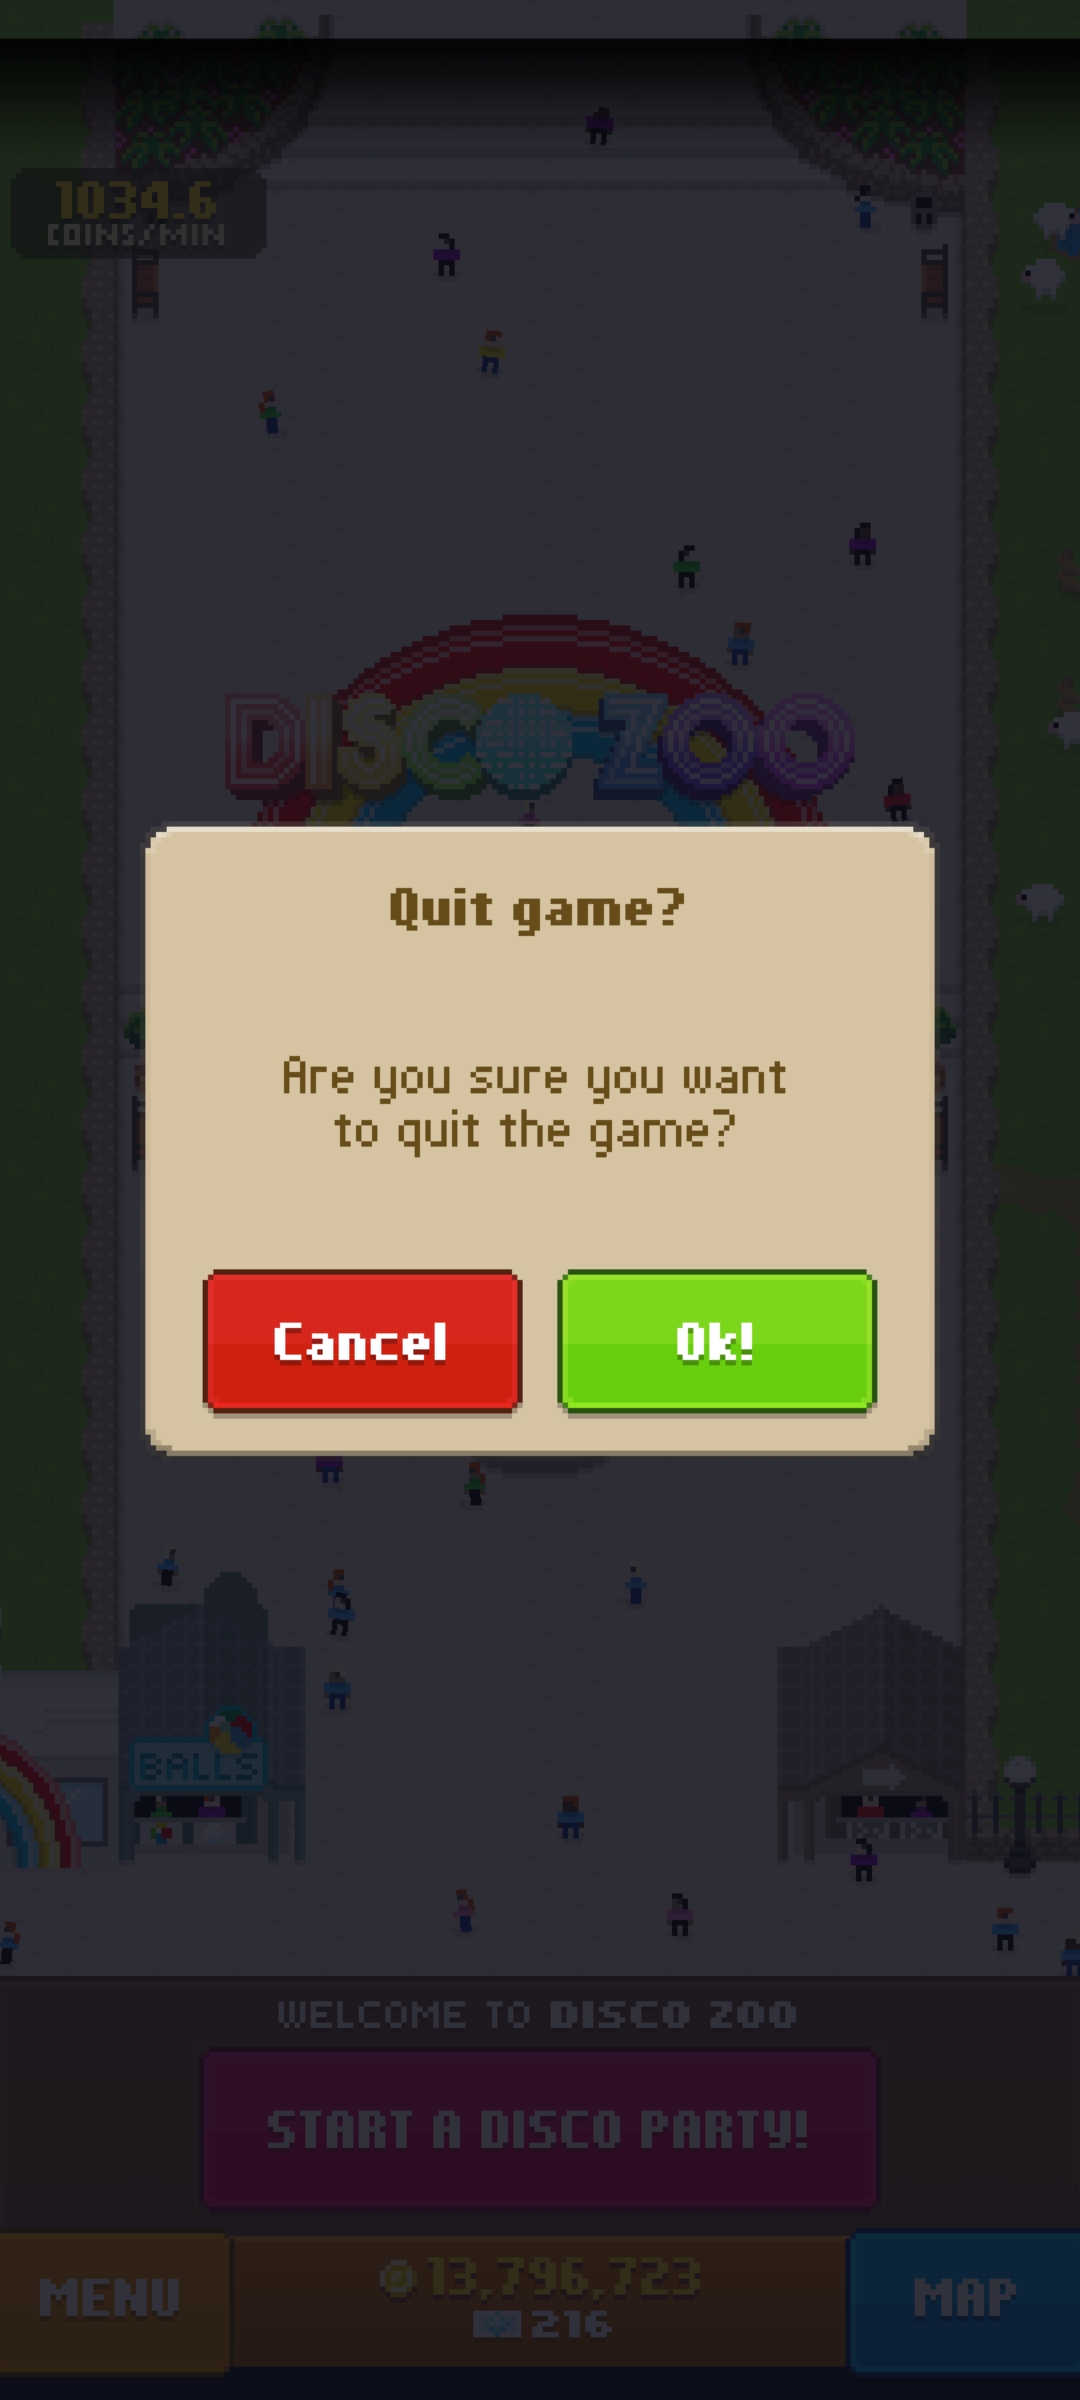 1034.6
COINS/MIN
DISCO ZOO
Quit game?
Are you sure you want
to quit the game?
Cancel
Ok!
BALLS
WELCOME TO DISCO ZOO
START A DISCO PARTY!
MENU
13,796,723
216
MAP